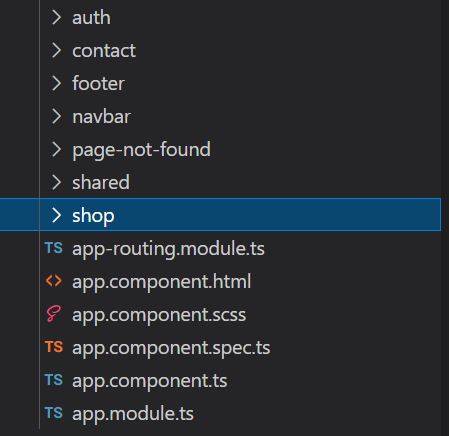 auth
contact
footer
navbar
page-not-found
shared
shop
TS app-routing.module.ts
<> app.component.html
app.component.scss
TS app.component.spec.ts
TS app.component.ts
TS app.module.ts